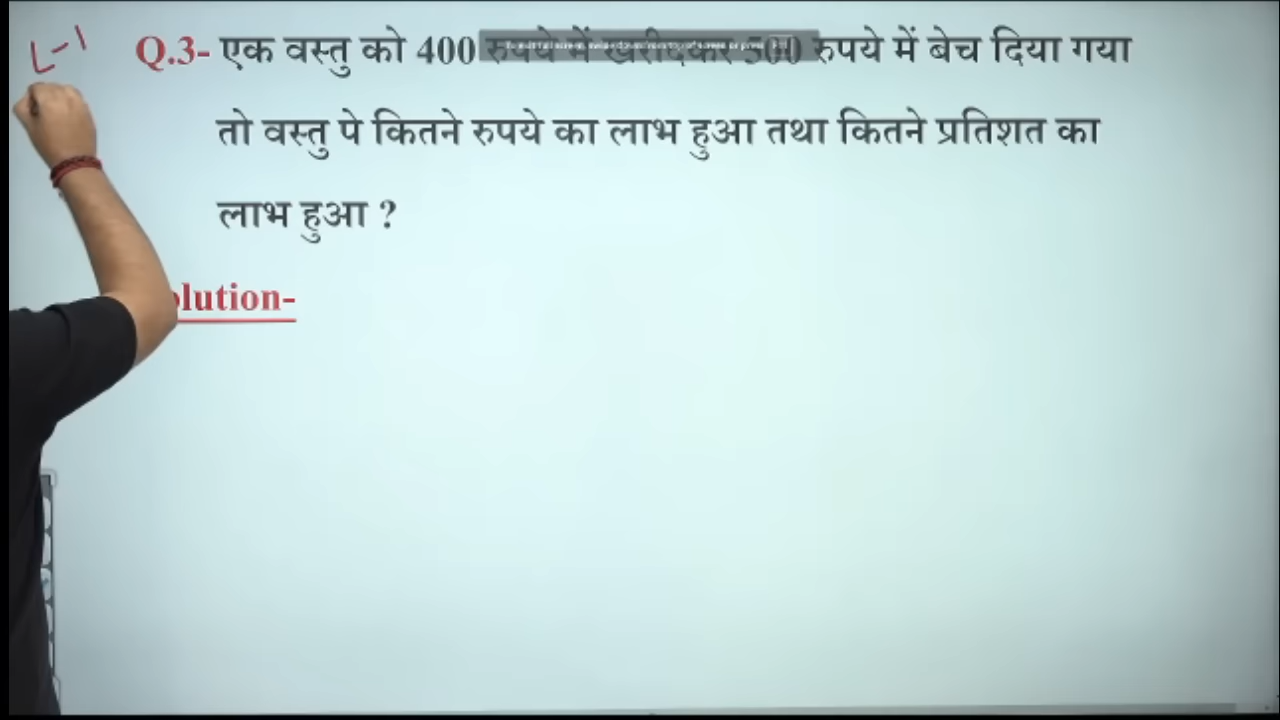 L-1
Q.3- एक वस्तु को 400 रुपये में खरीदकर 500 रुपये में बेच दिया गया
तो वस्तु पे कितने रुपये का लाभ हुआ तथा कितने प्रतिशत का
लाभ हुआ ?
olution-